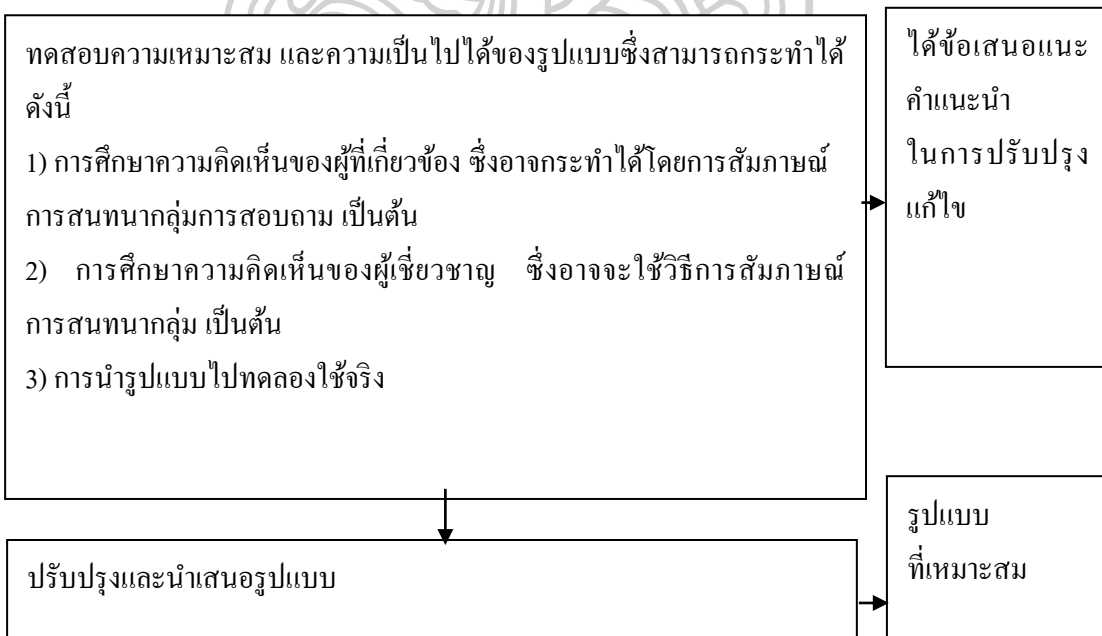 ทดสอบความเหมาะสม และความเป็นไปได้ของรูปแบบซึ่งสามารถกระทำได้
ดังนี้
1) การศึกษาความคิดเห็นของผู้ที่เกี่ยวข้อง ซึ่งอาจกระทำได้โดยการสัมภาษณ์
การสนทนากลุ่มการสอบถาม เป็นต้น
2) การศึกษาความคิดเห็นของผู้เชี่ยวชาญ ซึ่งอาจจะใช้วิธีการสัมภาษณ์
การสนทนากลุ่ม เป็นต้น
3) การนำรูปแบบไปทดลองใช้จริง
ได้ข้อเสนอแนะ
คำแนะนำ
ในการปรับปรุง
แก้ไข
ปรับปรุงและนำเสนอรูปแบบ
รูปแบบ
ที่เหมาะสม